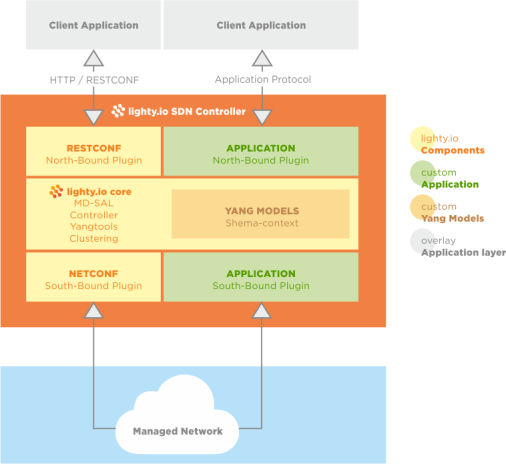 Client Application
Client Application
HTTP / RESTCONF
Application Protocol
lighty.io SDN Controller
RESTCONF
North-Bound Plugin
APPLICATION
North-Bound Plugin
lighty.io core
MD-SAL
Controller
Yangtools
Clustering
YANG MODELS
Shema-context
NETCONF
South-Bound Plugin
APPLICATION
South-Bound Plugin
Managed Network
lighty.io
Components
custom
Application
custom
Yang Models
overlay
Application layer